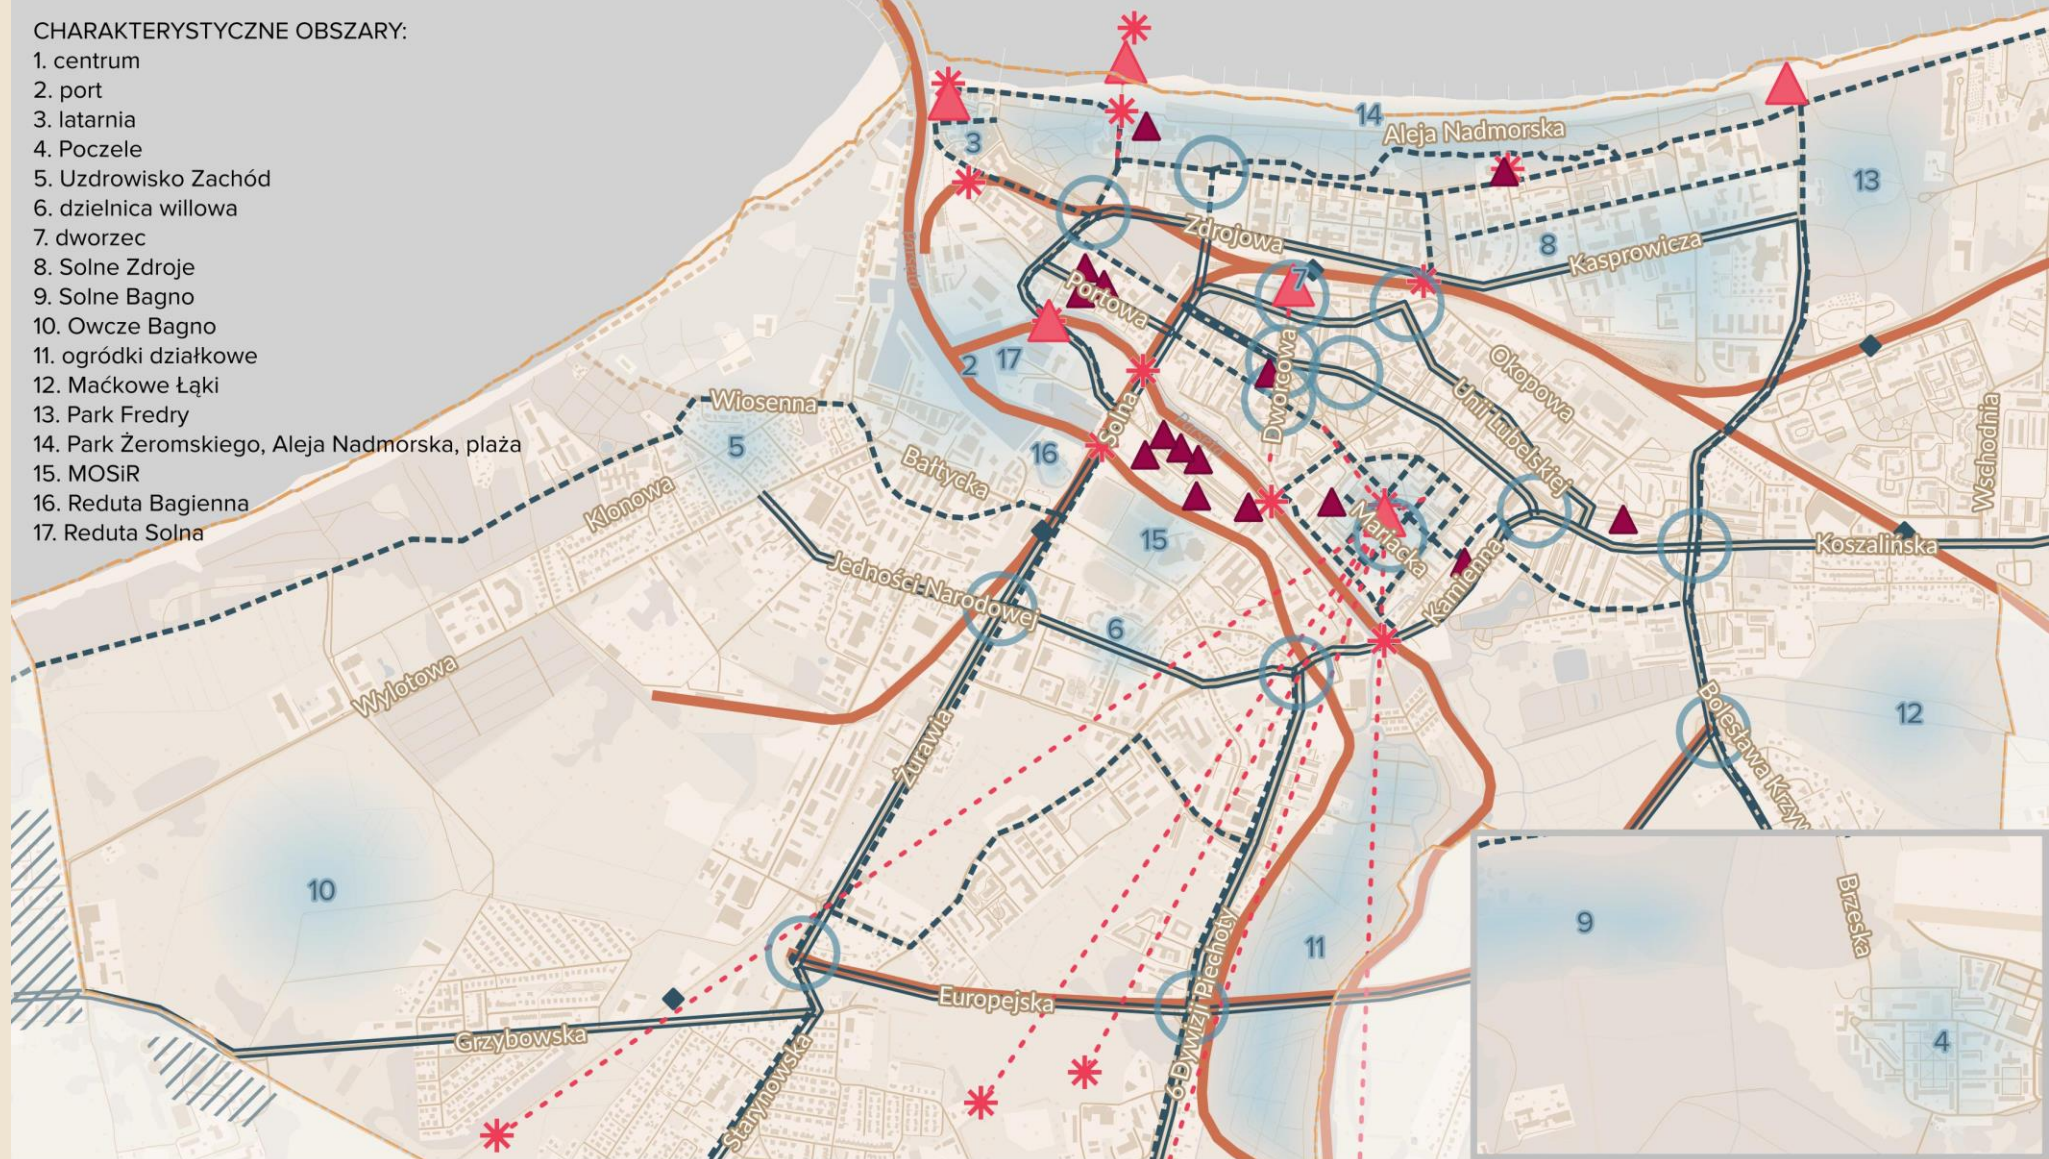 CHARAKTERYSTYCZNE OBSZARY:
1. centrum
2. port
3. latarnia
4. Poczele
5. Uzdrowisko Zachód
6. dzielnica willowa
7. dworzec
8. Solne Zdroje
9. Solne Bagno
10. Owcze Bagno
11. ogródki działkowe
12. Maćkowe Łąki
13. Park Fredry
14. Park Żeromskiego, Aleja Nadmorska, plaża
15. MOSiR
16. Reduta Bagienna
17. Reduta Solna
14
Aleja Nadmorska
3
13
Zdrojowa
8
Kasprowicza
7
Portowa
2
17
Dworcowa
Okopowa
Unii Lubelskiej
Wschodnia
Wiosenna
5
Solna
16
Bałtycka
Klonowa
15
Mariacka
Koszalińska
Jedności Narodowej
Kamienna
6
Wylotowa
Żurawia
12
Bolesława Krzyw
10
11
9
Brzeska
Europejska
6 Dywizji Piechoty
Grzybowska
4
Starynowska